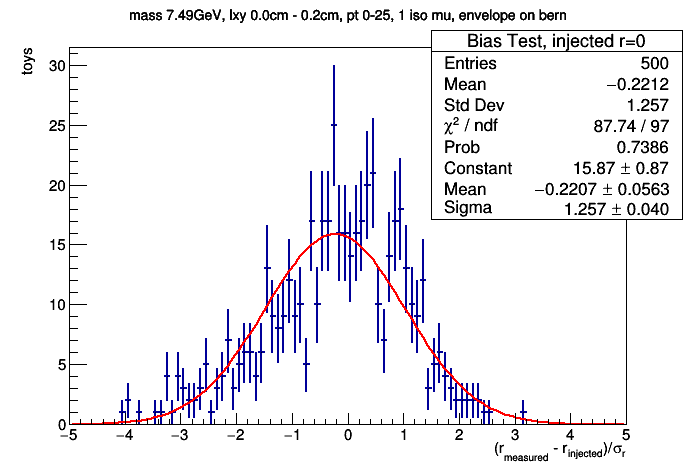 mass 7.49GeV, lxy 0.0cm - 0.2cm, pt 0-25, 1 iso mu, envelope on bern
toys
Bias Test, injected r=0
Entries 500
Mean −0.2212
Std Dev 1.257
χ² / ndf 87.74 / 97
Prob 0.7386
Constant 15.87 ± 0.87
Mean −0.2207 ± 0.0563
Sigma 1.257 ± 0.040
30
25
20
15
10
5
0
−5 −4 −3 −2 −1 0 1 2 3 4 5
(r_measured - r_injected)/σ_r